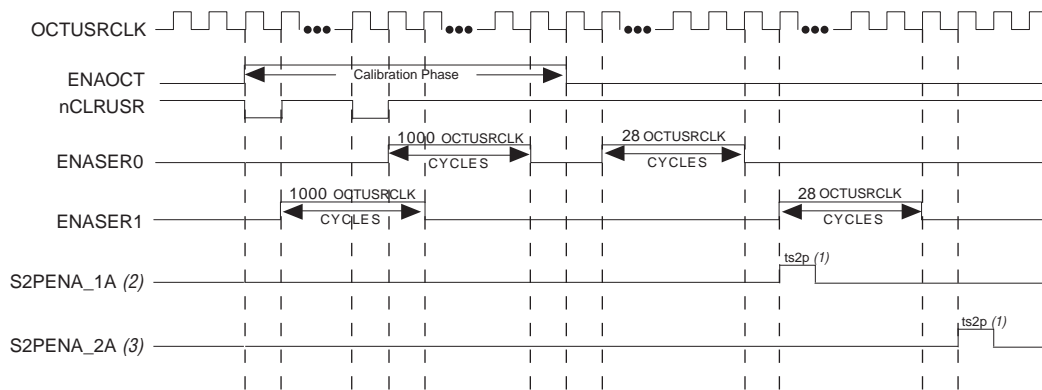 OCTUSRCLK
ENAOCT
Calibration Phase
nCLRUSR
ENASER0
1000 OCTUSRCLK
CYCLES
28 OCTUSRCLK
CYCLES
ENASER1
1000 OCTUSRCLK
CYCLES
28 OCTUSRCLK
CYCLES
S2PENA_1A (2)
ts2p (1)
S2PENA_2A (3)
ts2p (1)